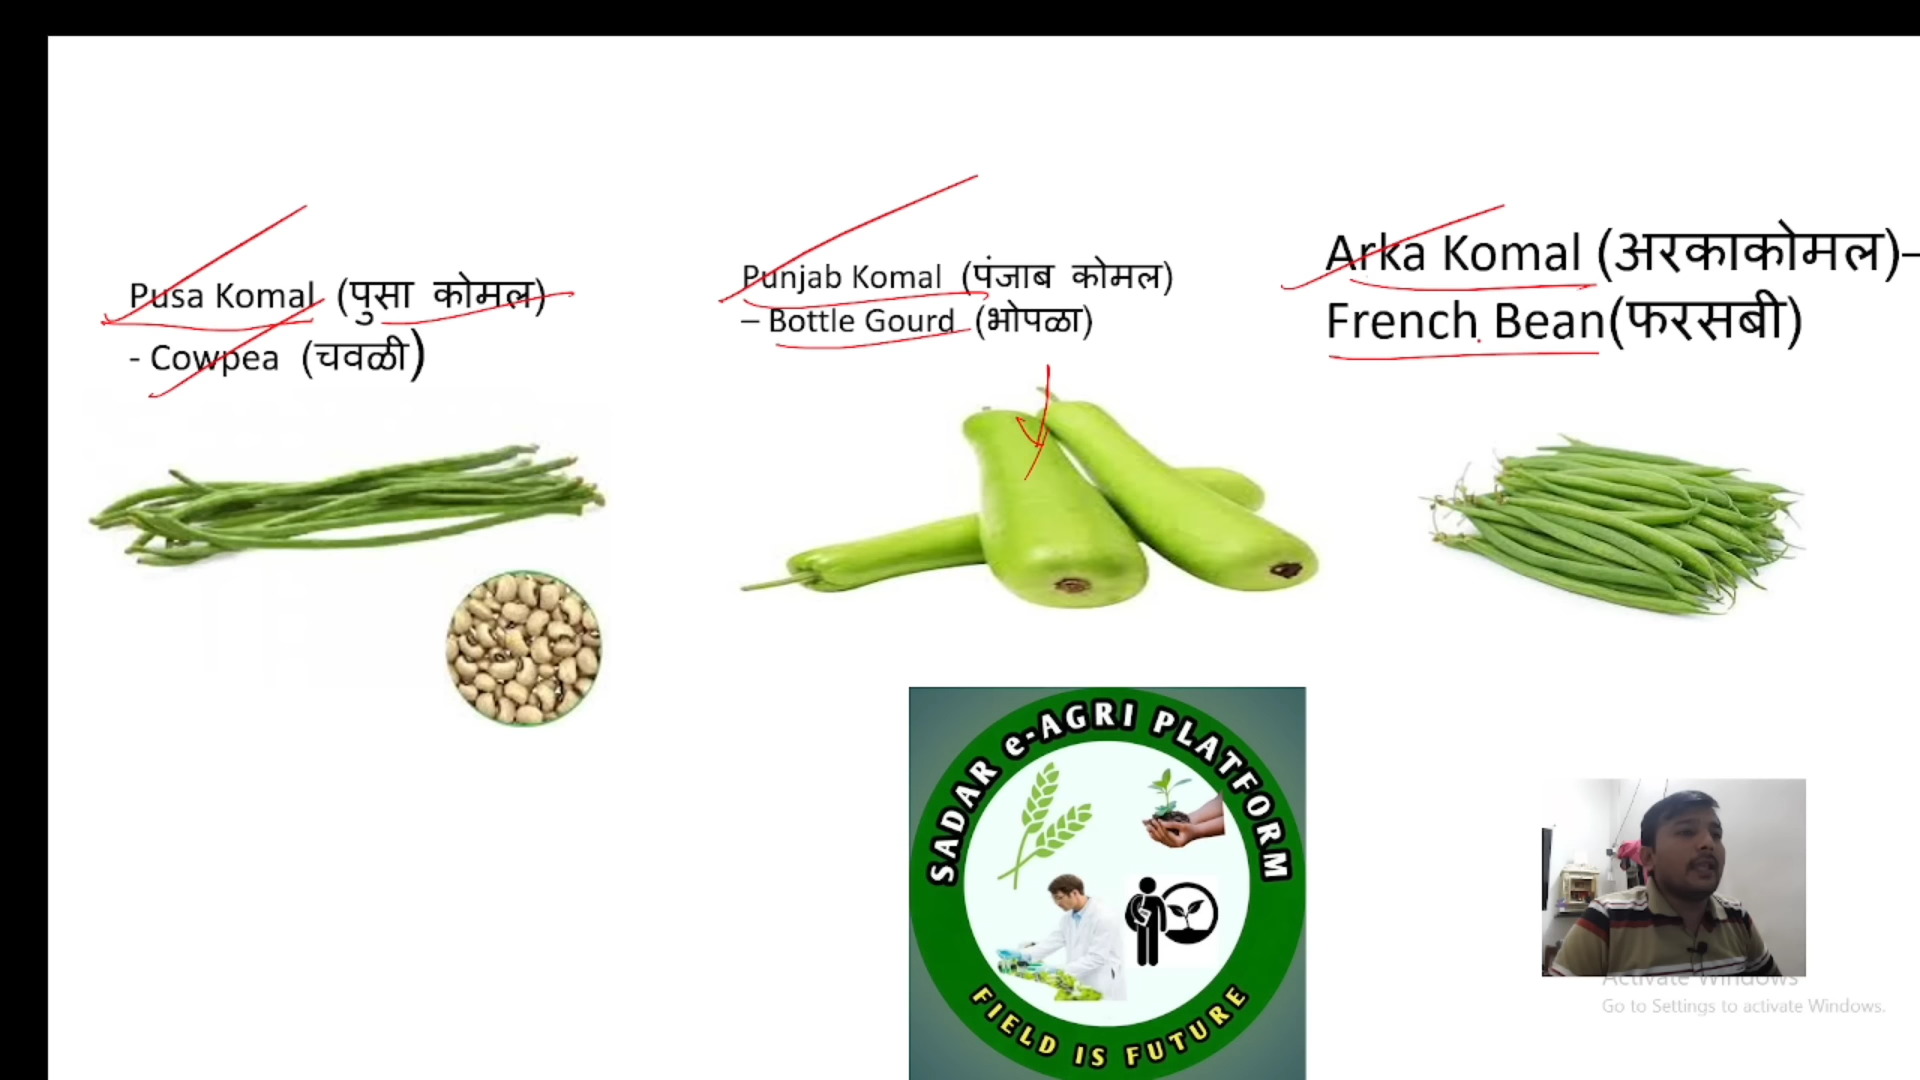 Pusa Komal (पुसा कोमल)
- Cowpea (चवळी)
Punjab Komal (पंजाब कोमल)
– Bottle Gourd (भोपळा)
Arka Komal (अरकाकोमल)–
French Bean(फरसबी)
SADAR e-AGRI PLATFORM
FIELD IS FUTURE
Activate Windows
Go to Settings to activate Windows.